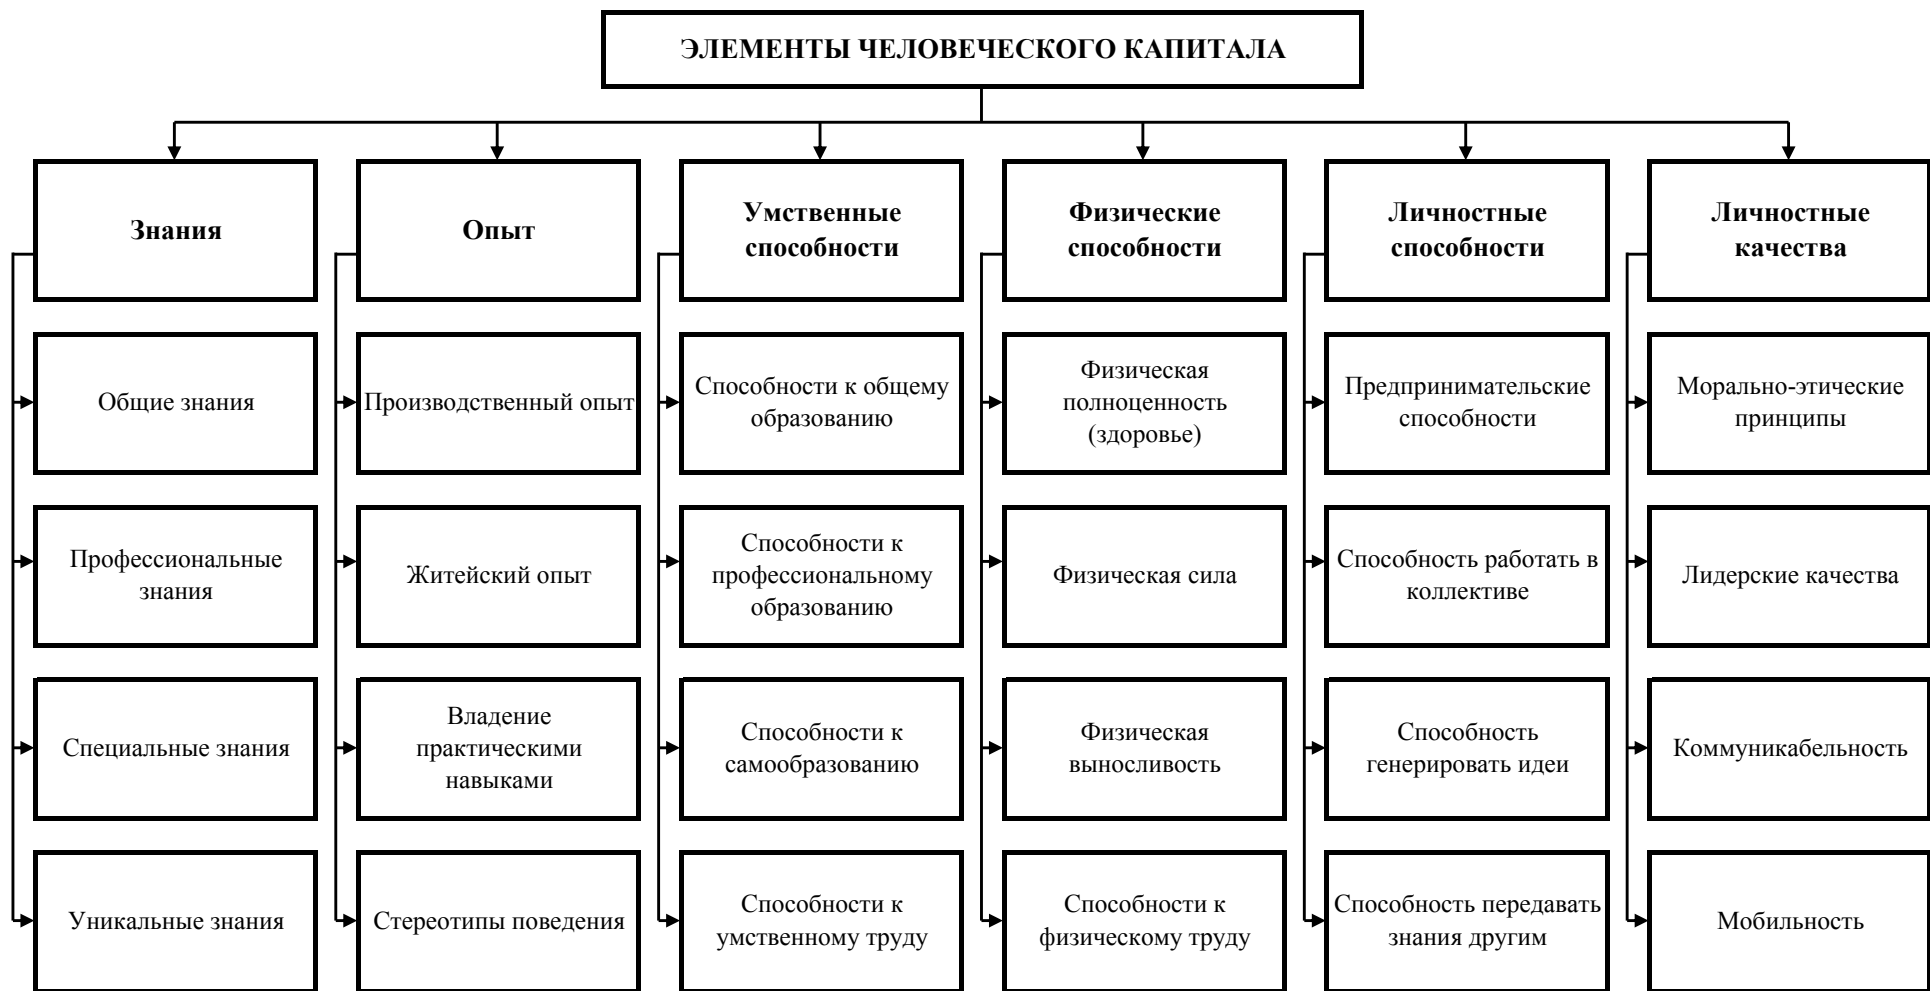 ЭЛЕМЕНТЫ ЧЕЛОВЕЧЕСКОГО КАПИТАЛА
Знания
Опыт
Умственные
способности
Физические
способности
Личностные
способности
Личностные
качества
Общие знания
Производственный опыт
Способности к общему
образованию
Физическая
полноценность
(здоровье)
Предпринимательские
способности
Морально-этические
принципы
Профессиональные
знания
Житейский опыт
Способности к
профессиональному
образованию
Физическая сила
Способность работать в
коллективе
Лидерские качества
Специальные знания
Владение
практическими
навыками
Способности к
самообразованию
Физическая
выносливость
Способность
генерировать идеи
Коммуникабельность
Уникальные знания
Стереотипы поведения
Способности к
умственному труду
Способности к
физическому труду
Способность передавать
знания другим
Мобильность